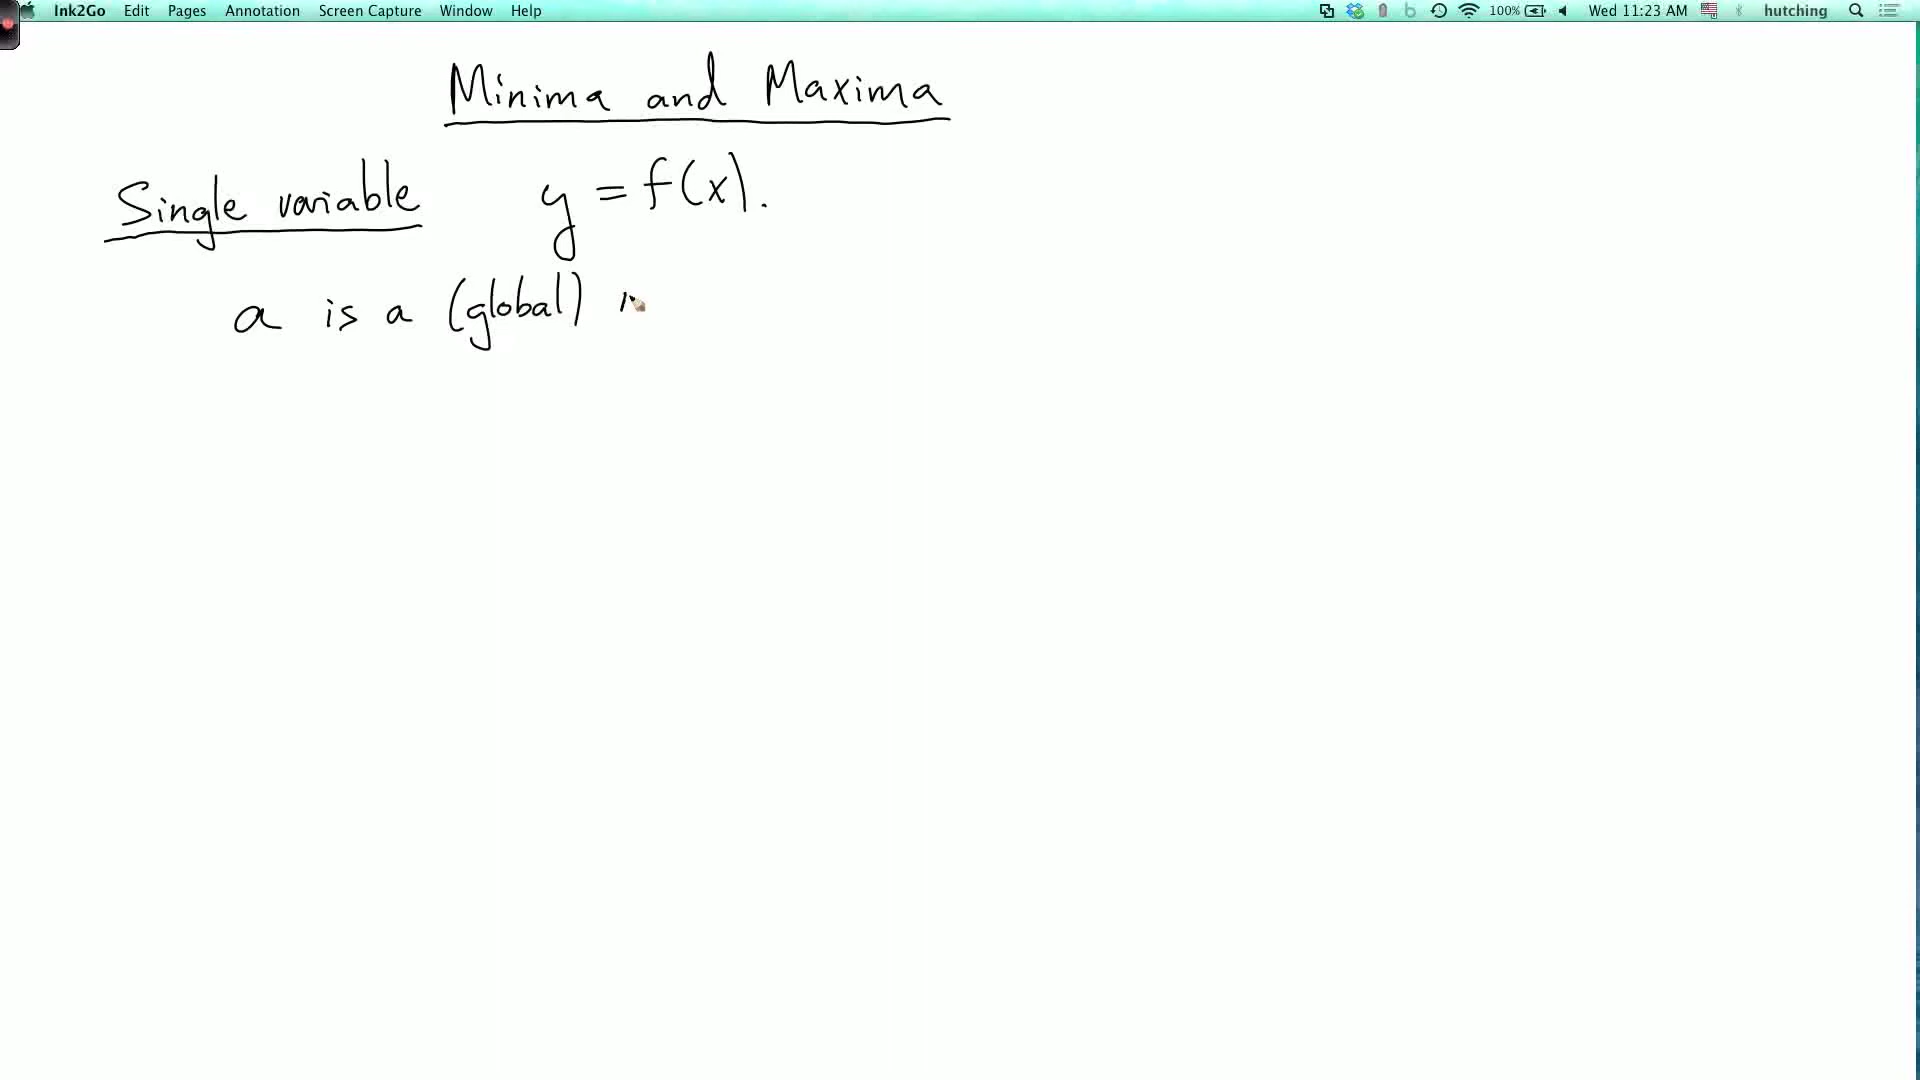 Ink2Go Edit Pages Annotation Screen Capture Window Help 100% Wed 11:23 AM hutching
Minima and Maxima
Single variable y = f(x).
a is a (global)